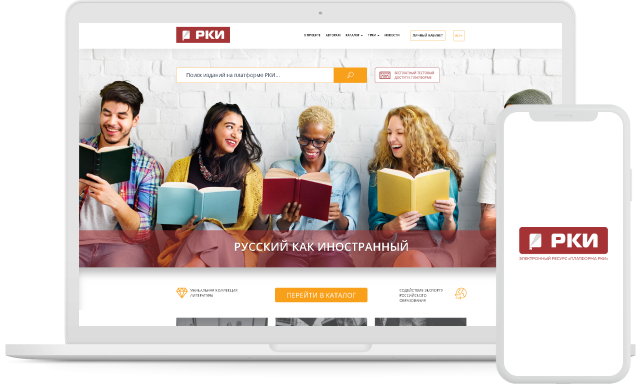 РКИ
О ПРОЕКТЕ АВТОРАМ КАТАЛОГ НОВОСТИ ЛИЧНЫЙ КАБИНЕТ
Поиск изданий на платформе РКИ...
БЕСПЛАТНЫЙ ТЕСТОВЫЙ
ДОСТУП К ПЛАТФОРМЕ
РУССКИЙ КАК ИНОСТРАННЫЙ
УНИКАЛЬНАЯ КОЛЛЕКЦИЯ
ЛИТЕРАТУРЫ
ПЕРЕЙТИ В КАТАЛОГ
СОДЕЙСТВИЕ ЭКСПОРТУ
РОССИЙСКОГО
ОБРАЗОВАНИЯ
РКИ
ЭЛЕКТРОННЫЙ РЕСУРС «ПЛАТФОРМА РКИ»